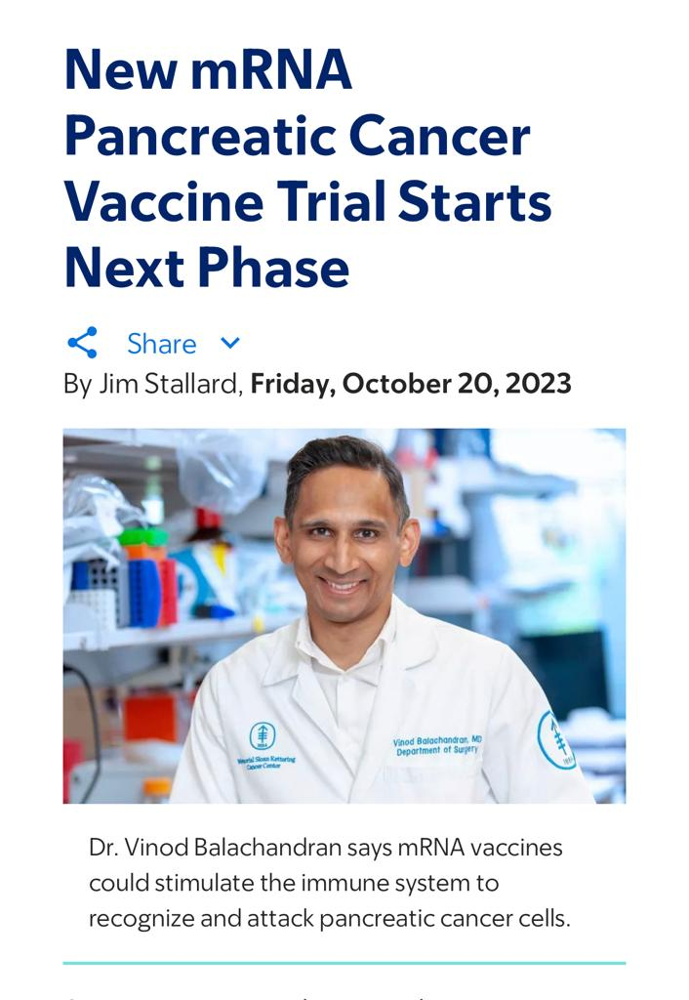 New mRNA
Pancreatic Cancer
Vaccine Trial Starts
Next Phase
Share
By Jim Stallard, Friday, October 20, 2023
Memorial Sloan Kettering
Cancer Center
Vinod Balachandran, MD
Department of Surgery
Dr. Vinod Balachandran says mRNA vaccines
could stimulate the immune system to
recognize and attack pancreatic cancer cells.